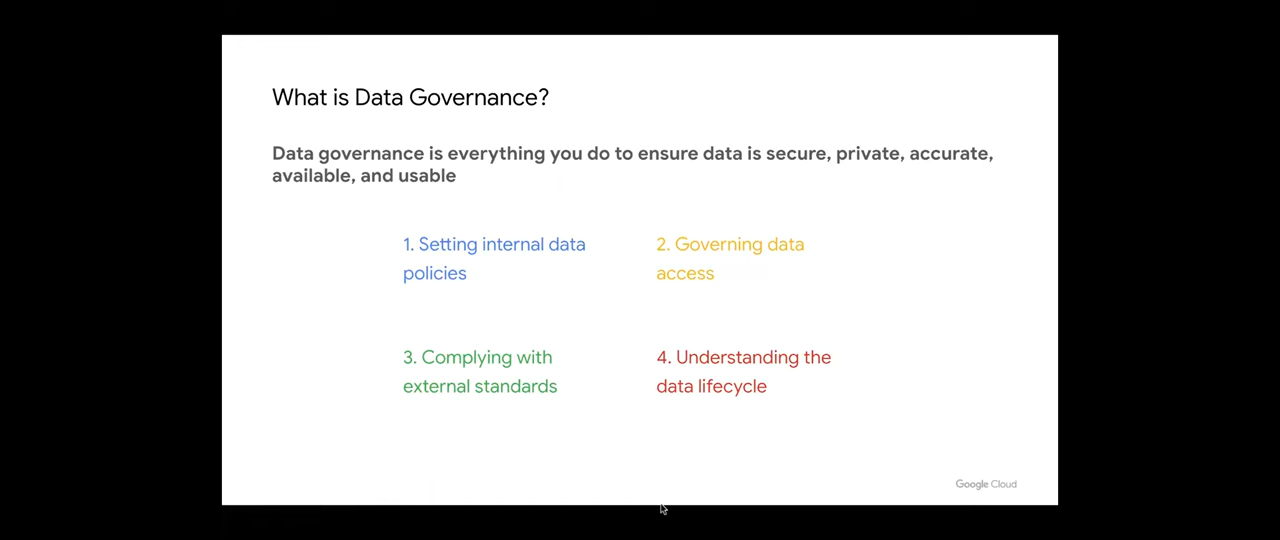 What is Data Governance?
Data governance is everything you do to ensure data is secure, private, accurate,
available, and usable
1. Setting internal data
policies
2. Governing data
access
3. Complying with
external standards
4. Understanding the
data lifecycle
Google Cloud